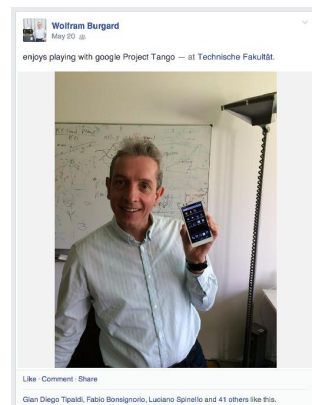 Wolfram Burgard
May 20
enjoys playing with google Project Tango — at Technische Fakultät.
Like · Comment · Share
Gian Diego Tipaldi, Fabio Bonsignorio, Luciano Spinello and 41 others like this.